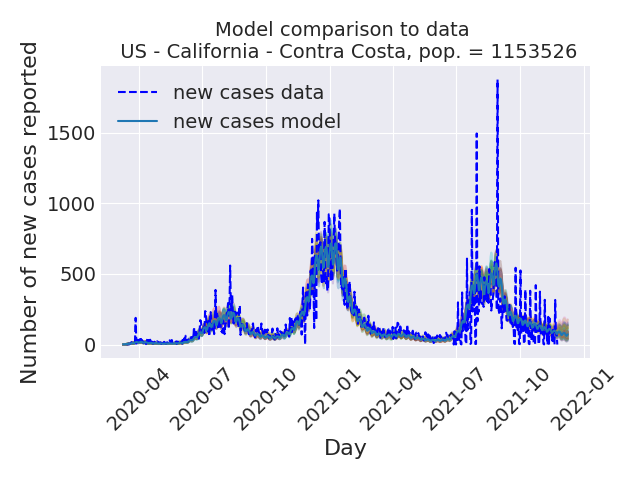 Model comparison to data
US - California - Contra Costa, pop. = 1153526
Number of new cases reported
new cases data
new cases model
1500
1000
500
0
2020-04
2020-07
2020-10
2021-01
2021-04
2021-07
2021-10
2022-01
Day